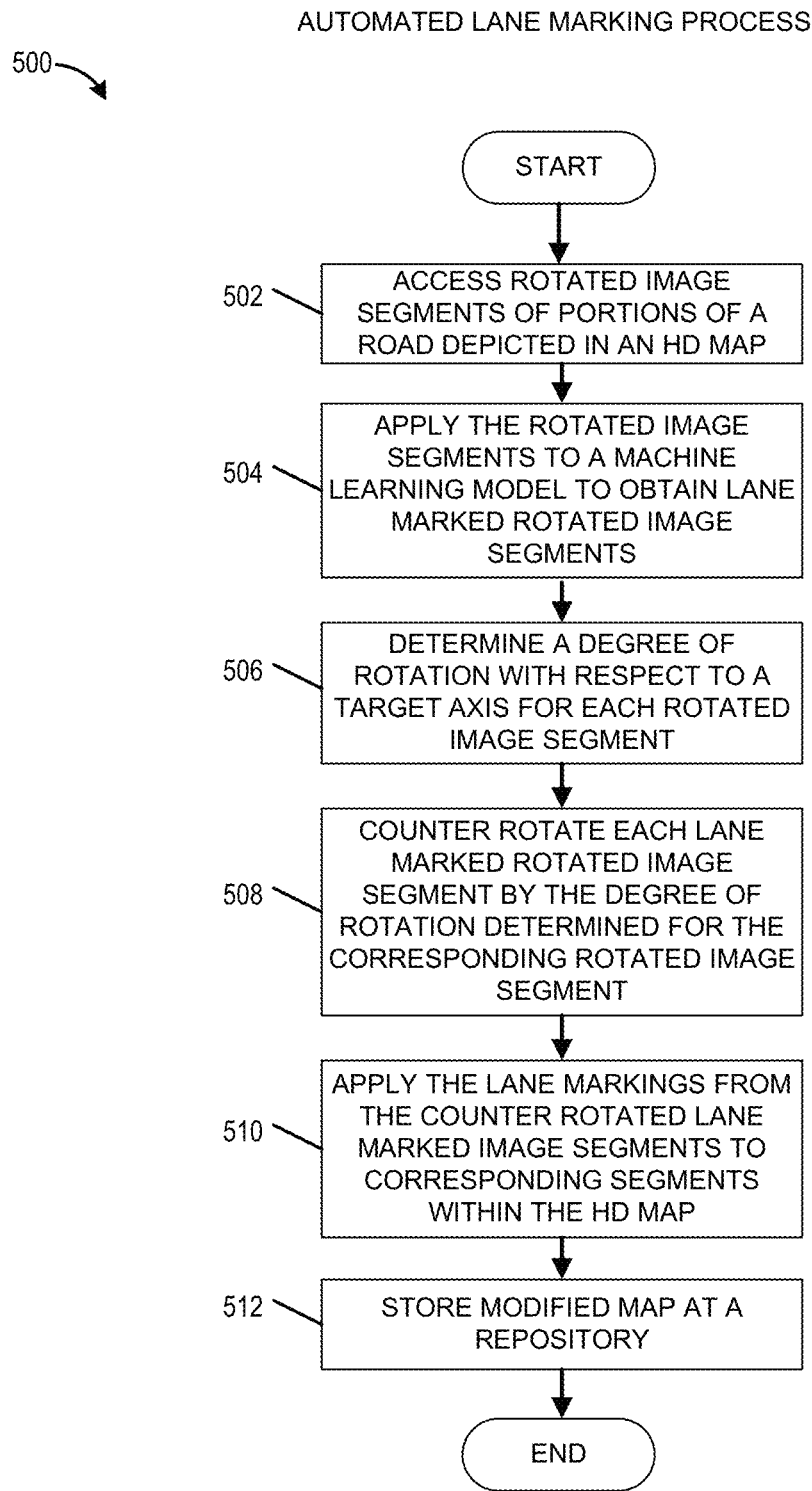 AUTOMATED LANE MARKING PROCESS
500
START
502
ACCESS ROTATED IMAGE
SEGMENTS OF PORTIONS OF A
ROAD DEPICTED IN AN HD MAP
504
APPLY THE ROTATED IMAGE
SEGMENTS TO A MACHINE
LEARNING MODEL TO OBTAIN LANE
MARKED ROTATED IMAGE
SEGMENTS
506
DETERMINE A DEGREE OF
ROTATION WITH RESPECT TO A
TARGET AXIS FOR EACH ROTATED
IMAGE SEGMENT
508
COUNTER ROTATE EACH LANE
MARKED ROTATED IMAGE
SEGMENT BY THE DEGREE OF
ROTATION DETERMINED FOR THE
CORRESPONDING ROTATED IMAGE
SEGMENT
510
APPLY THE LANE MARKINGS FROM
THE COUNTER ROTATED LANE
MARKED IMAGE SEGMENTS TO
CORRESPONDING SEGMENTS
WITHIN THE HD MAP
512
STORE MODIFIED MAP AT A
REPOSITORY
END